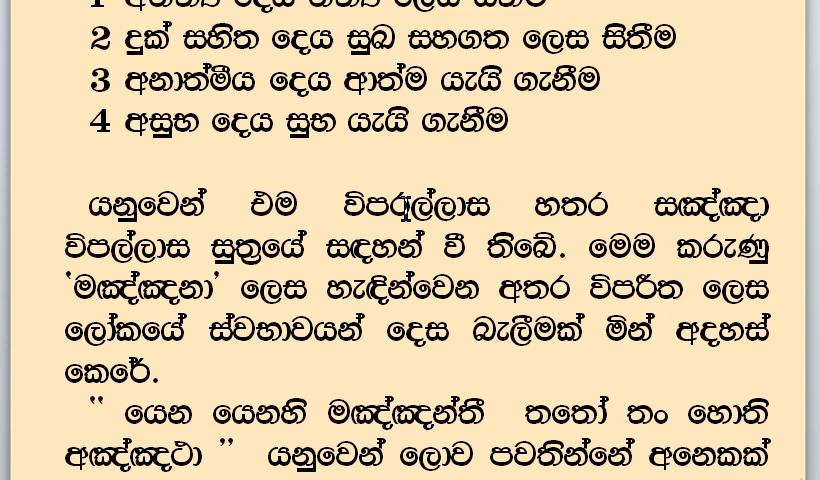 2 දුක් සහිත දෙය සුඛ සහගත ලෙස සිතීම
3 අනාත්මීය දෙය ආත්ම යැයි ගැනීම
4 අසුභ දෙය සුභ යැයි ගැනීම
යනුවෙන් එම විපරුල්ලාස හතර සඤ්ඤා
විපල්ලාස සුත්‍රයේ සඳහන් වී තිබේ. මෙම කරුණු
‘මඤ්ඤනා’ ලෙස හැඳින්වෙන අතර විපරීත ලෙස
ලෝකයේ ස්වභාවයන් දෙස බැලීමක් මින් අදහස්
කෙරේ.
“ යෙන යෙනහි මඤ්ඤන්තී තතෝ තං හොති
අඤ්ඤථා ” යනුවෙන් ලොව පවතින්නේ අනෙකක්